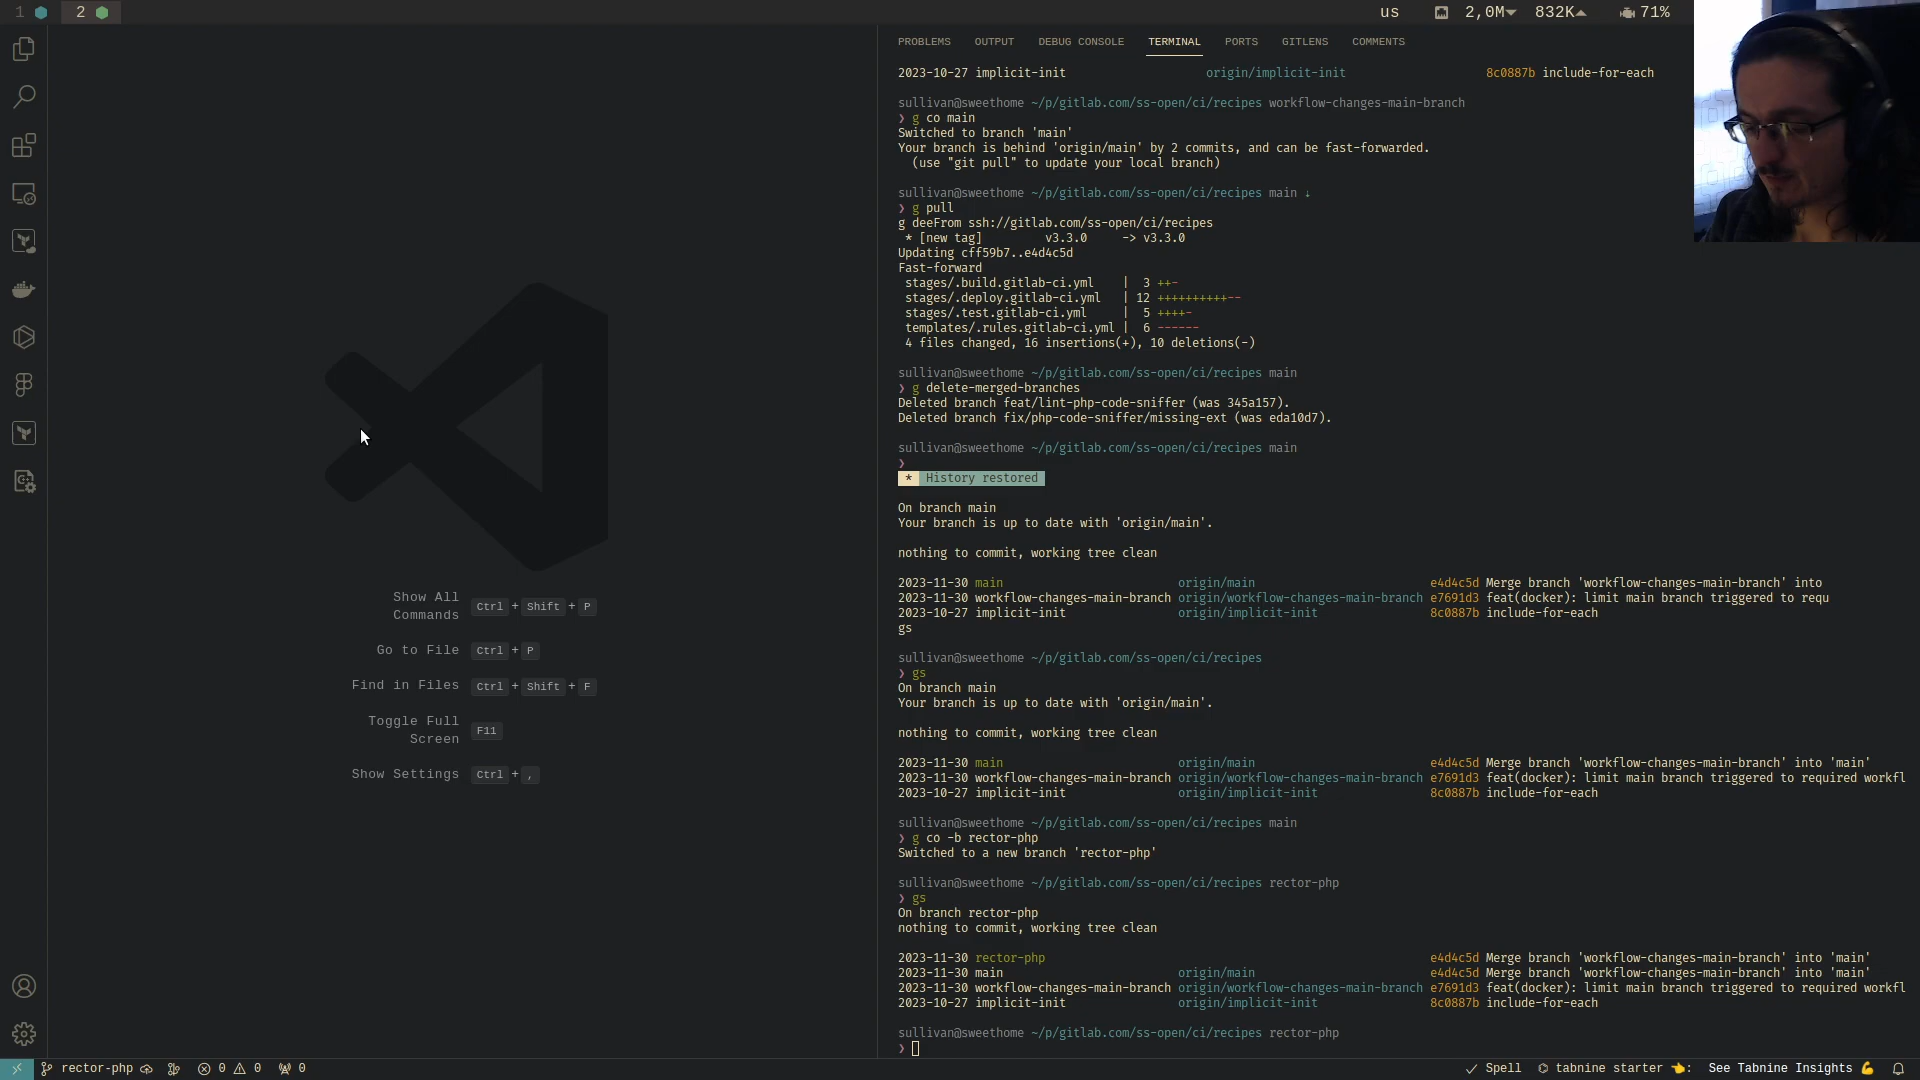 1 2 us 2,0M 832K 71%
PROBLEMS OUTPUT DEBUG CONSOLE TERMINAL PORTS GITLENS COMMENTS
2023-10-27 implicit-init origin/implicit-init 8c0887b include-for-each
sullivan@sweethome ~/p/gitlab.com/ss-open/ci/recipes workflow-changes-main-branch
❯ g co main
Switched to branch 'main'
Your branch is behind 'origin/main' by 2 commits, and can be fast-forwarded.
(use "git pull" to update your local branch)
sullivan@sweethome ~/p/gitlab.com/ss-open/ci/recipes main ↓
❯ g pull
g deeFrom ssh://gitlab.com/ss-open/ci/recipes
* [new tag] v3.3.0 -> v3.3.0
Updating cff59b7..e4d4c5d
Fast-forward
stages/.build.gitlab-ci.yml | 3 ++-
stages/.deploy.gitlab-ci.yml | 12 ++++++++++--
stages/.test.gitlab-ci.yml | 5 ++++-
templates/.rules.gitlab-ci.yml | 6 ------
4 files changed, 16 insertions(+), 10 deletions(-)
sullivan@sweethome ~/p/gitlab.com/ss-open/ci/recipes main
❯ g delete-merged-branches
Deleted branch feat/lint-php-code-sniffer (was 345a157).
Deleted branch fix/php-code-sniffer/missing-ext (was eda10d7).
sullivan@sweethome ~/p/gitlab.com/ss-open/ci/recipes main
❯
* History restored
On branch main
Your branch is up to date with 'origin/main'.
nothing to commit, working tree clean
2023-11-30 main origin/main e4d4c5d Merge branch 'workflow-changes-main-branch' into
2023-11-30 workflow-changes-main-branch origin/workflow-changes-main-branch e7691d3 feat(docker): limit main branch triggered to requ
2023-10-27 implicit-init origin/implicit-init 8c0887b include-for-each
gs
sullivan@sweethome ~/p/gitlab.com/ss-open/ci/recipes
❯ gs
On branch main
Your branch is up to date with 'origin/main'.
nothing to commit, working tree clean
2023-11-30 main origin/main e4d4c5d Merge branch 'workflow-changes-main-branch' into 'main'
2023-11-30 workflow-changes-main-branch origin/workflow-changes-main-branch e7691d3 feat(docker): limit main branch triggered to required workfl
2023-10-27 implicit-init origin/implicit-init 8c0887b include-for-each
sullivan@sweethome ~/p/gitlab.com/ss-open/ci/recipes main
❯ g co -b rector-php
Switched to a new branch 'rector-php'
sullivan@sweethome ~/p/gitlab.com/ss-open/ci/recipes rector-php
❯ gs
On branch rector-php
nothing to commit, working tree clean
2023-11-30 rector-php e4d4c5d Merge branch 'workflow-changes-main-branch' into 'main'
2023-11-30 main origin/main e4d4c5d Merge branch 'workflow-changes-main-branch' into 'main'
2023-11-30 workflow-changes-main-branch origin/workflow-changes-main-branch e7691d3 feat(docker): limit main branch triggered to required workfl
2023-10-27 implicit-init origin/implicit-init 8c0887b include-for-each
sullivan@sweethome ~/p/gitlab.com/ss-open/ci/recipes rector-php
❯
Show All
Commands Ctrl + Shift + P
Go to File Ctrl + P
Find in Files Ctrl + Shift + F
Toggle Full
Screen F11
Show Settings Ctrl + ,
rector-php 0 0 0 Spell tabnine starter 👈: See Tabnine Insights 💪